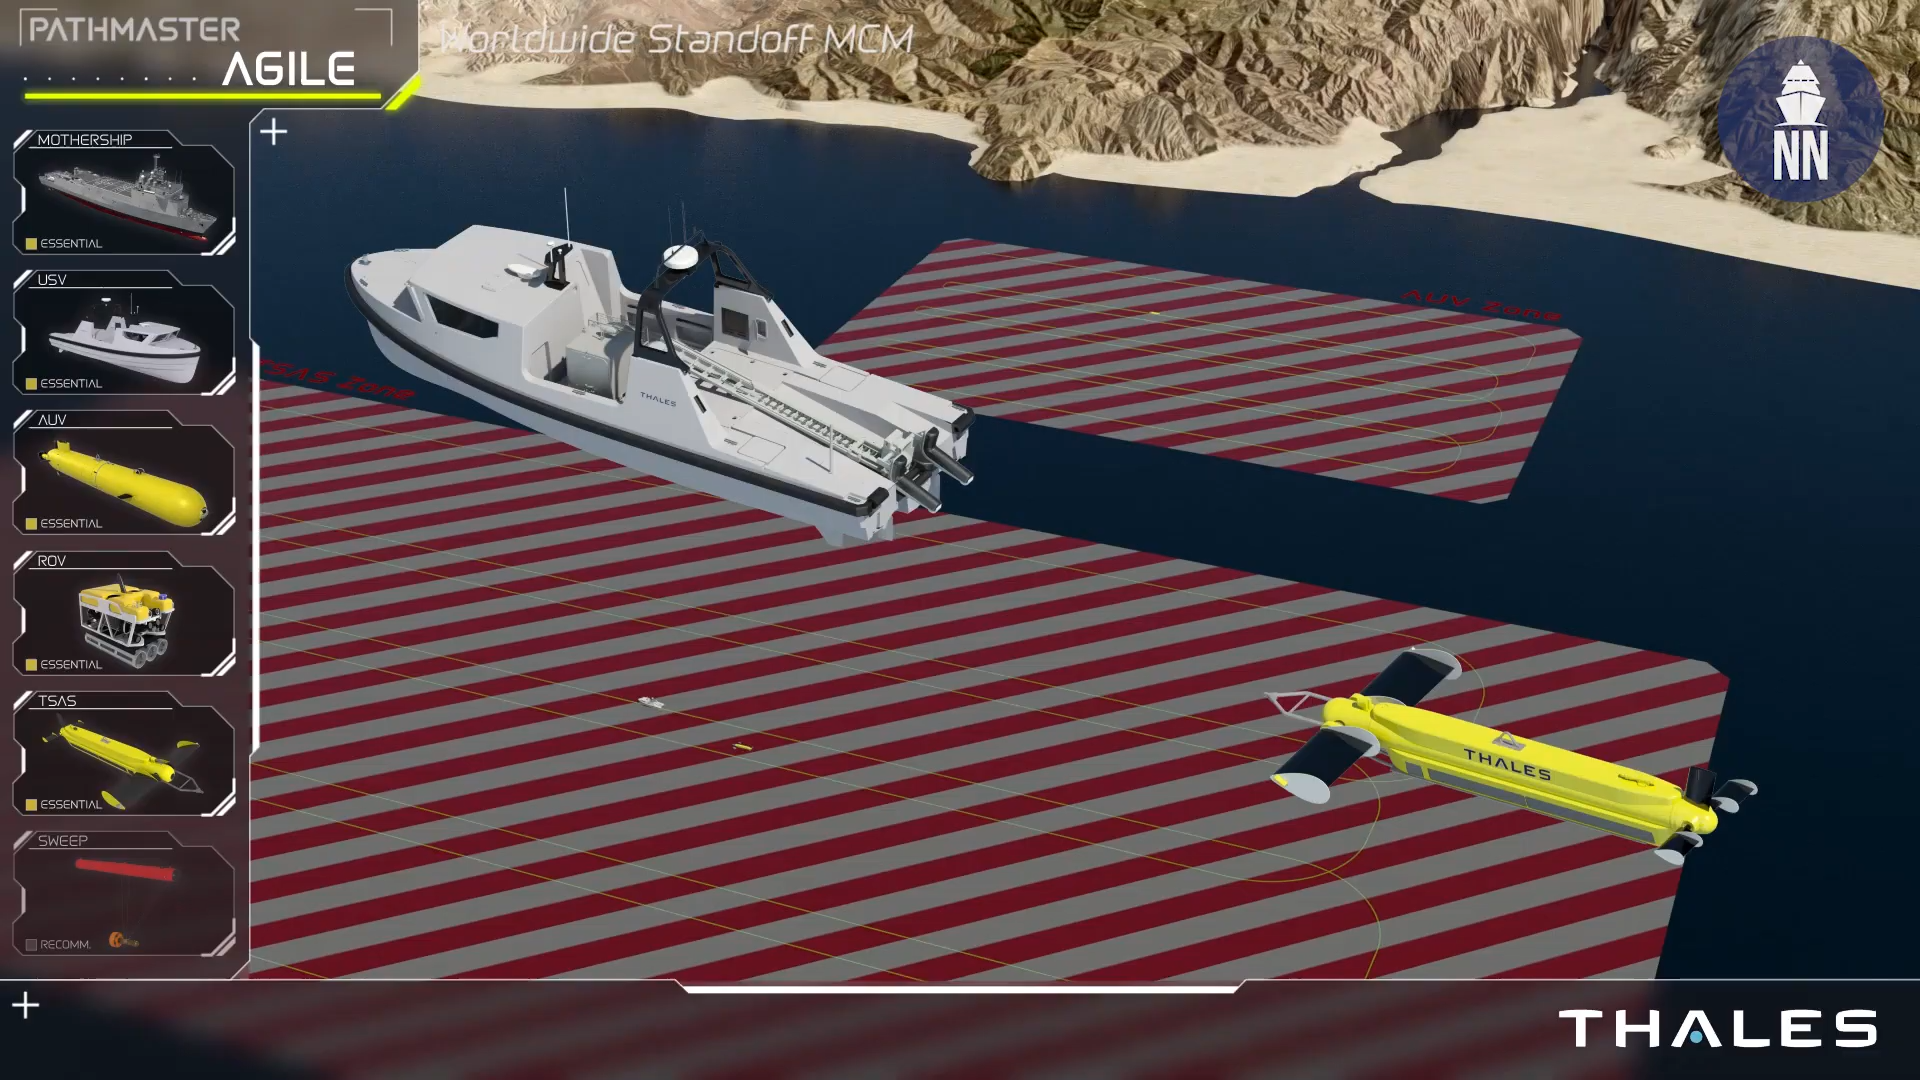 PATHMASTER
AGILE
Worldwide Standoff MCM
NN
MOTHERSHIP
ESSENTIAL
USV
ESSENTIAL
AUV
ESSENTIAL
ROV
ESSENTIAL
TSAS
ESSENTIAL
SWEEP
RECOMM.
AUV Zone
TSAS Zone
THALES
THALES
THALES